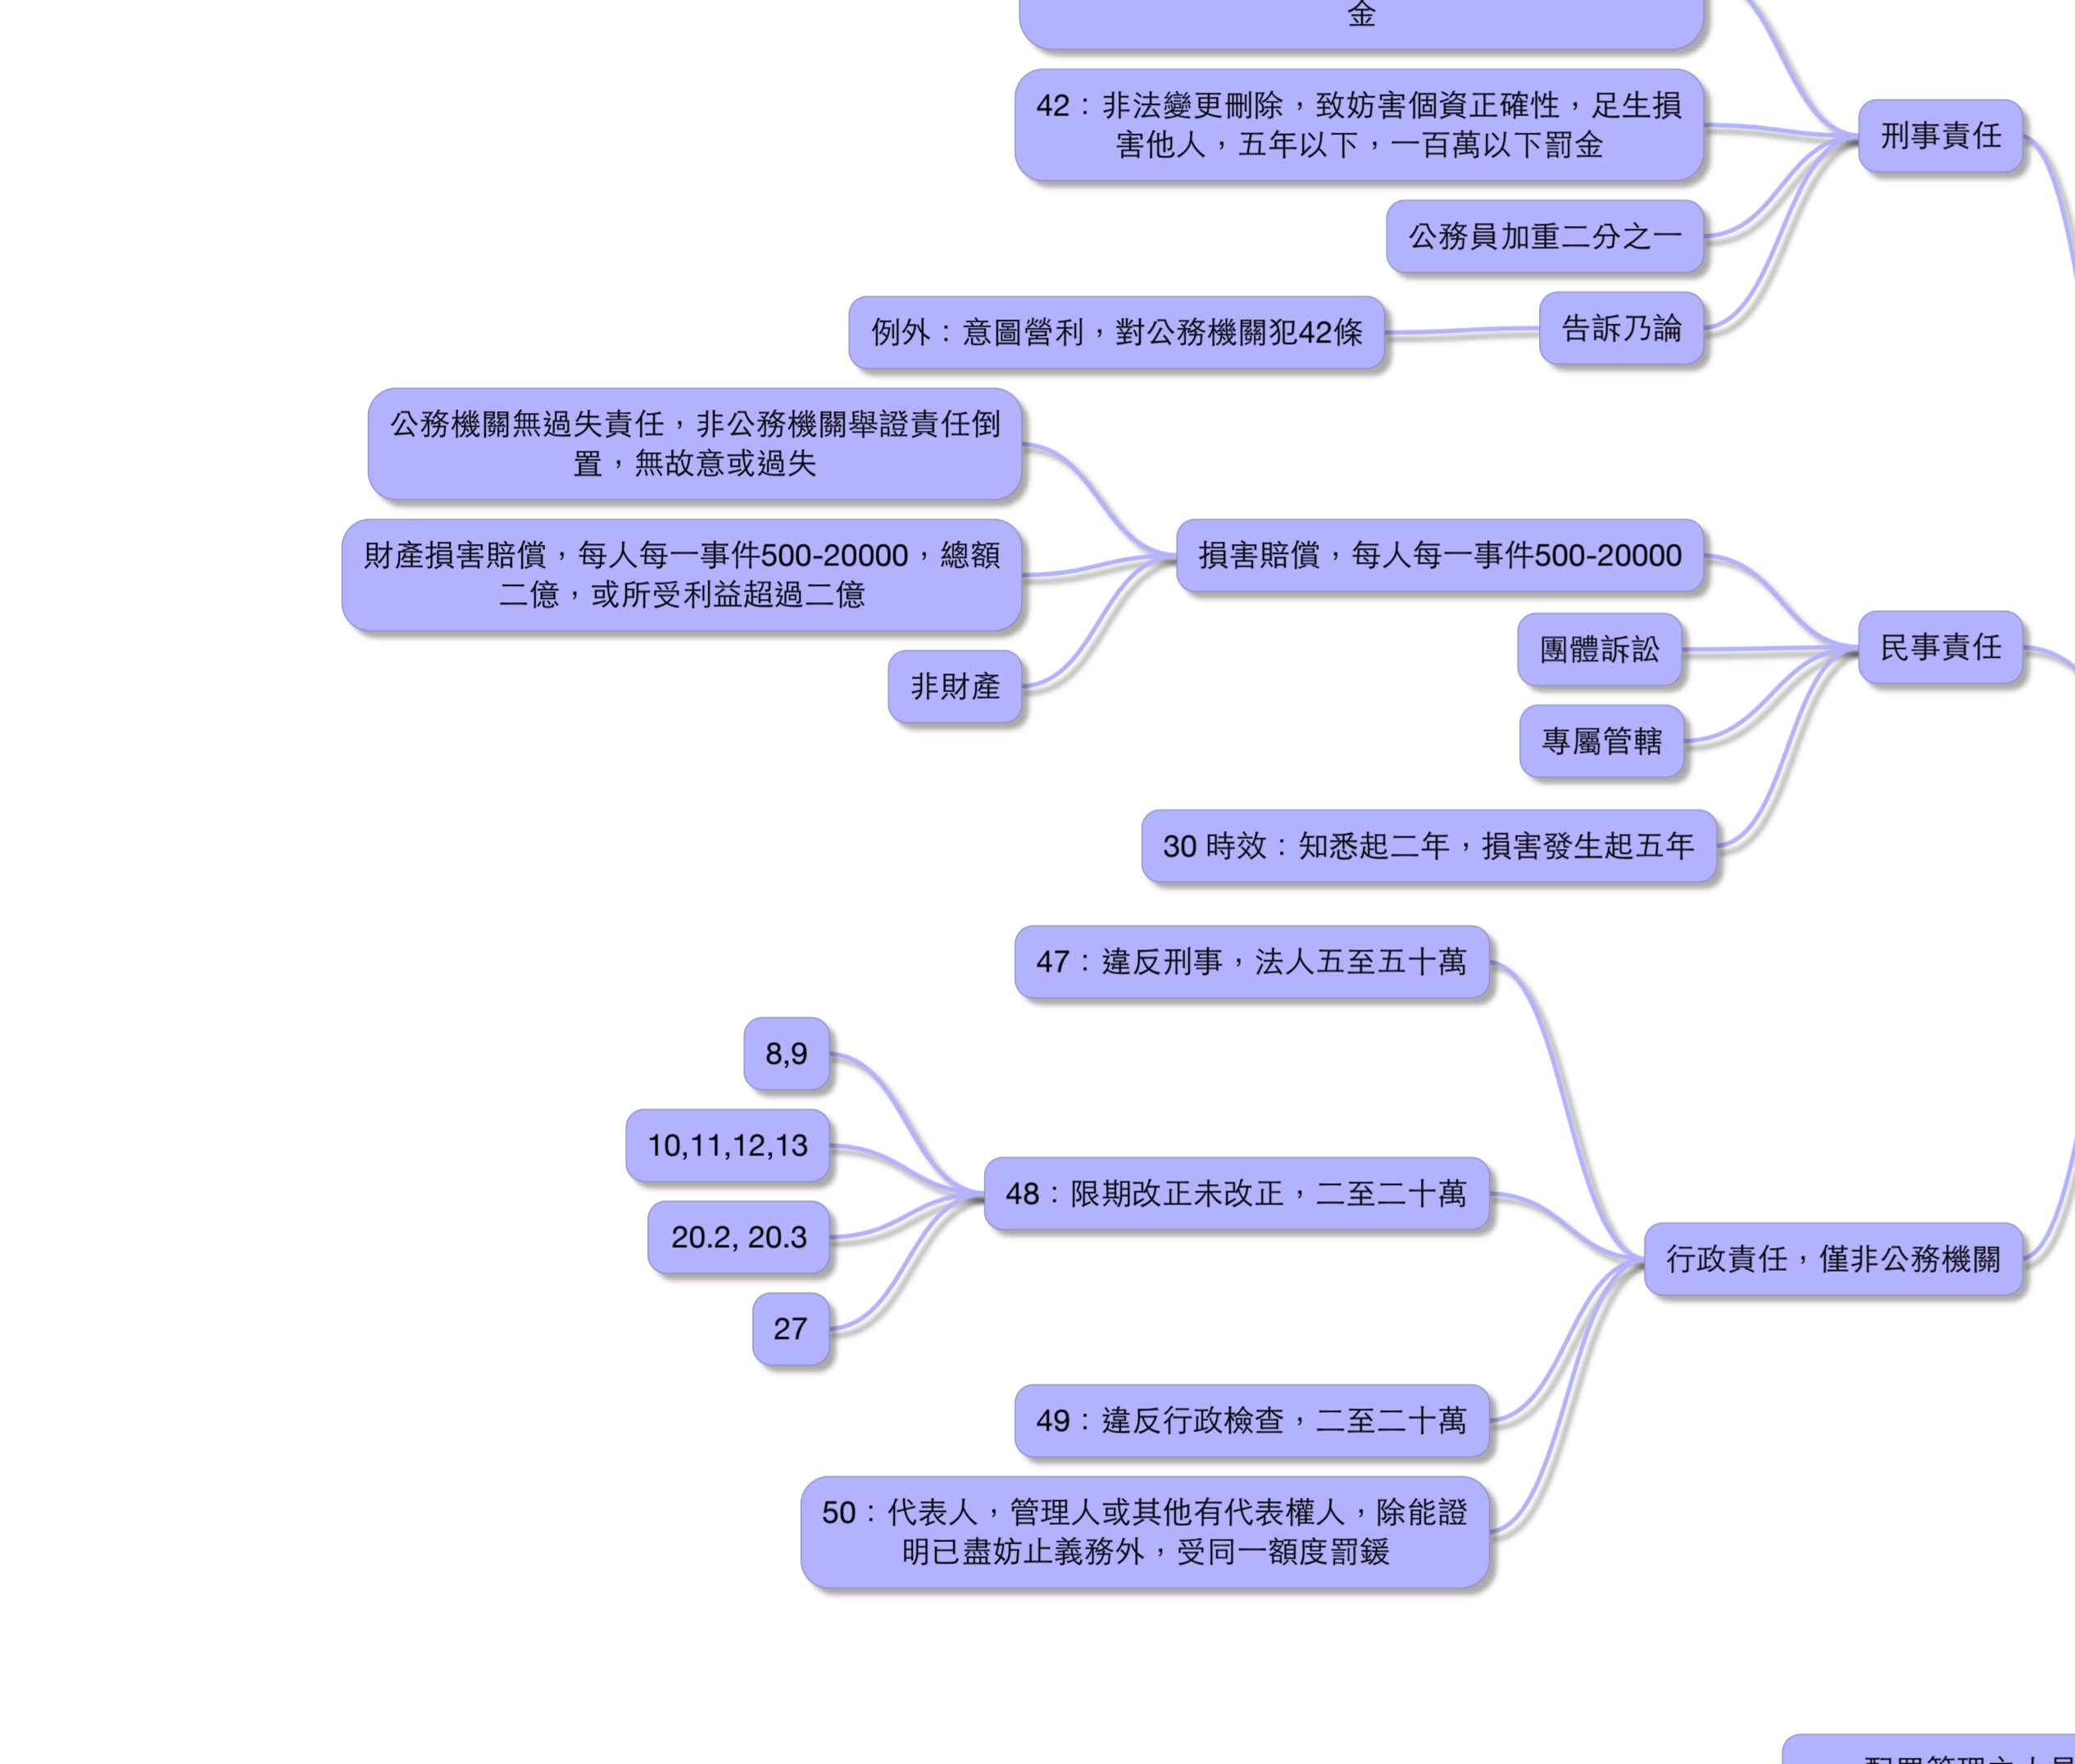 金
42：非法變更刪除，致妨害個資正確性，足生損
害他人，五年以下，一百萬以下罰金
刑事責任
公務員加重二分之一
告訴乃論
例外：意圖營利，對公務機關犯42條
公務機關無過失責任，非公務機關舉證責任倒
置，無故意或過失
財產損害賠償，每人每一事件500-20000，總額
二億，或所受利益超過二億
非財產
損害賠償，每人每一事件500-20000
團體訴訟
專屬管轄
30 時效：知悉起二年，損害發生起五年
民事責任
47：違反刑事，法人五至五十萬
8,9
10,11,12,13
20.2, 20.3
27
48：限期改正未改正，二至二十萬
49：違反行政檢查，二至二十萬
50：代表人，管理人或其他有代表權人，除能證
明已盡妨止義務外，受同一額度罰鍰
行政責任，僅非公務機關